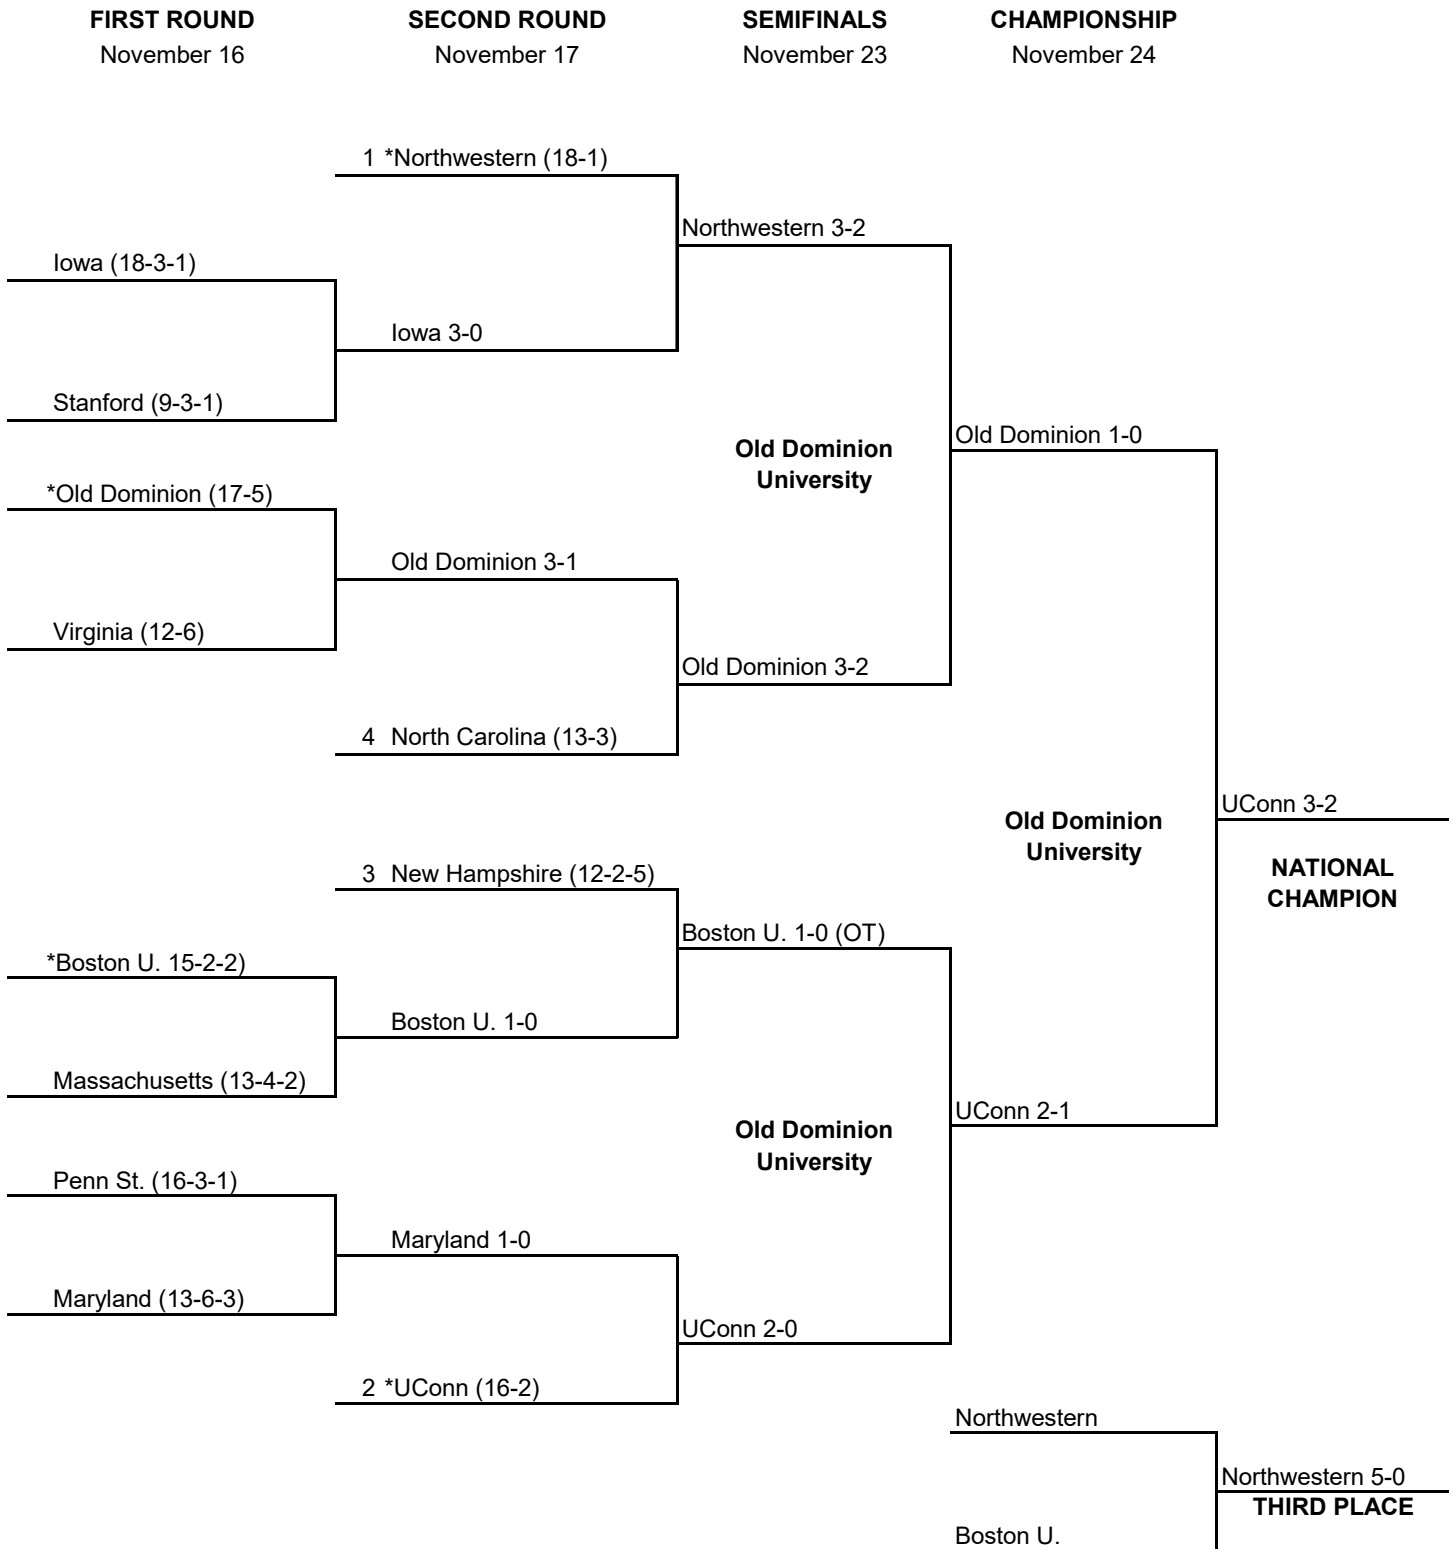 FIRST ROUND SECOND ROUND SEMIFINALS CHAMPIONSHIP
November 16 November 17 November 23 November 24
1 *Northwestern (18-1)
Northwestern 3-2
Iowa (18-3-1)
Iowa 3-0
Stanford (9-3-1)
Old Dominion 1-0
Old Dominion
University
*Old Dominion (17-5)
Old Dominion 3-1
Virginia (12-6)
Old Dominion 3-2
4 North Carolina (13-3)
UConn 3-2
Old Dominion
University
NATIONAL
CHAMPION
3 New Hampshire (12-2-5)
Boston U. 1-0 (OT)
*Boston U. 15-2-2)
Boston U. 1-0
Massachusetts (13-4-2)
UConn 2-1
Old Dominion
University
Penn St. (16-3-1)
Maryland 1-0
Maryland (13-6-3)
UConn 2-0
2 *UConn (16-2)
Northwestern
Northwestern 5-0
THIRD PLACE
Boston U.